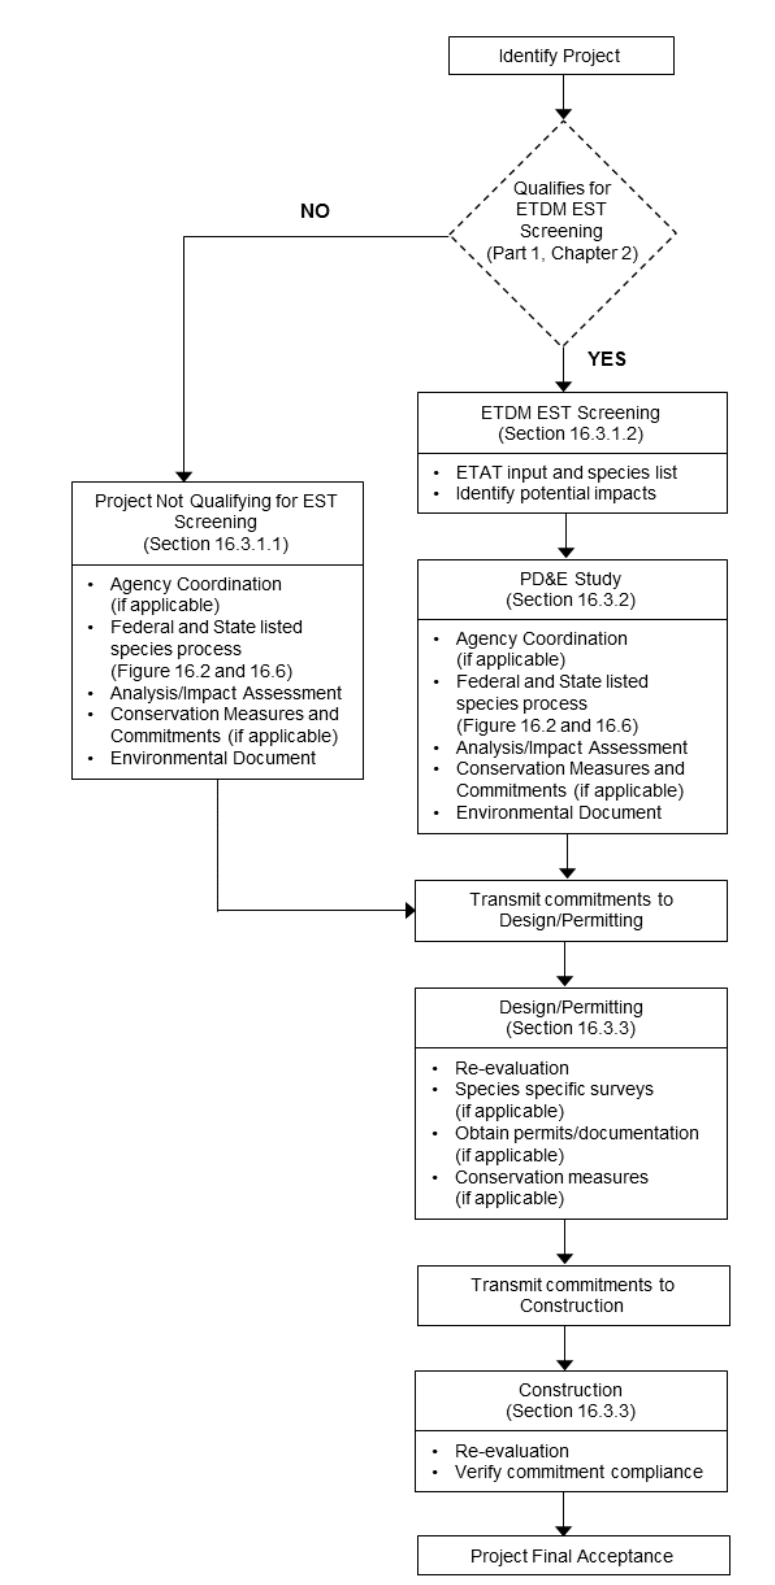 Identify Project
Qualifies for
ETDM EST
Screening
(Part 1, Chapter 2)
NO
YES
ETDM EST Screening
(Section 16.3.1.2)
• ETAT input and species list
• Identify potential impacts
Project Not Qualifying for EST
Screening
(Section 16.3.1.1)
• Agency Coordination
(if applicable)
• Federal and State listed
species process
(Figure 16.2 and 16.6)
• Analysis/Impact Assessment
• Conservation Measures and
Commitments (if applicable)
• Environmental Document
PD&E Study
(Section 16.3.2)
• Agency Coordination
(if applicable)
• Federal and State listed
species process
(Figure 16.2 and 16.6)
• Analysis/Impact Assessment
• Conservation Measures and
Commitments (if applicable)
• Environmental Document
Transmit commitments to
Design/Permitting
Design/Permitting
(Section 16.3.3)
• Re-evaluation
• Species specific surveys
(if applicable)
• Obtain permits/documentation
(if applicable)
• Conservation measures
(if applicable)
Transmit commitments to
Construction
Construction
(Section 16.3.3)
• Re-evaluation
• Verify commitment compliance
Project Final Acceptance